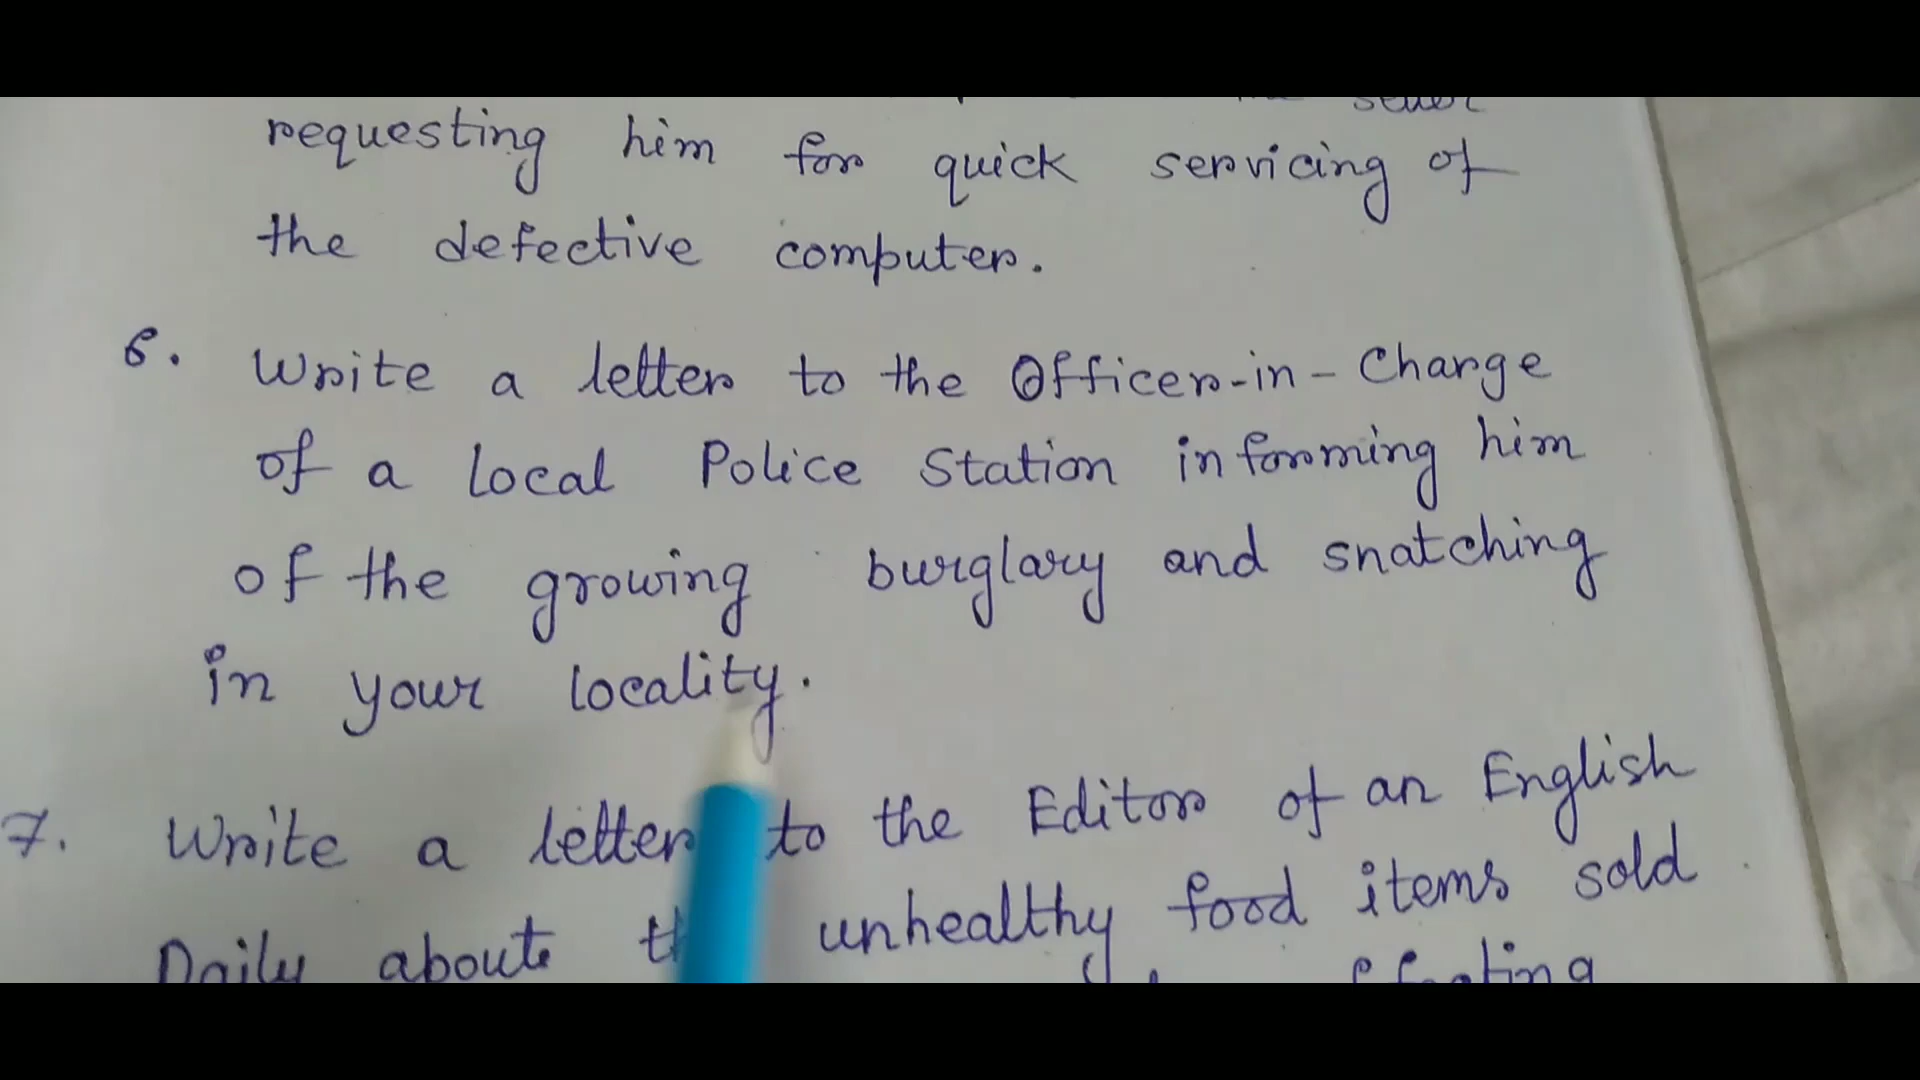 requesting him for quick servicing of
the defective computer.
6. Write a letter to the Officer-in-Charge
of a local Police Station informing him
of the growing burglary and snatching
in your locality.
7. Write a letter to the Editor of an English
Daily about unhealthy food items sold